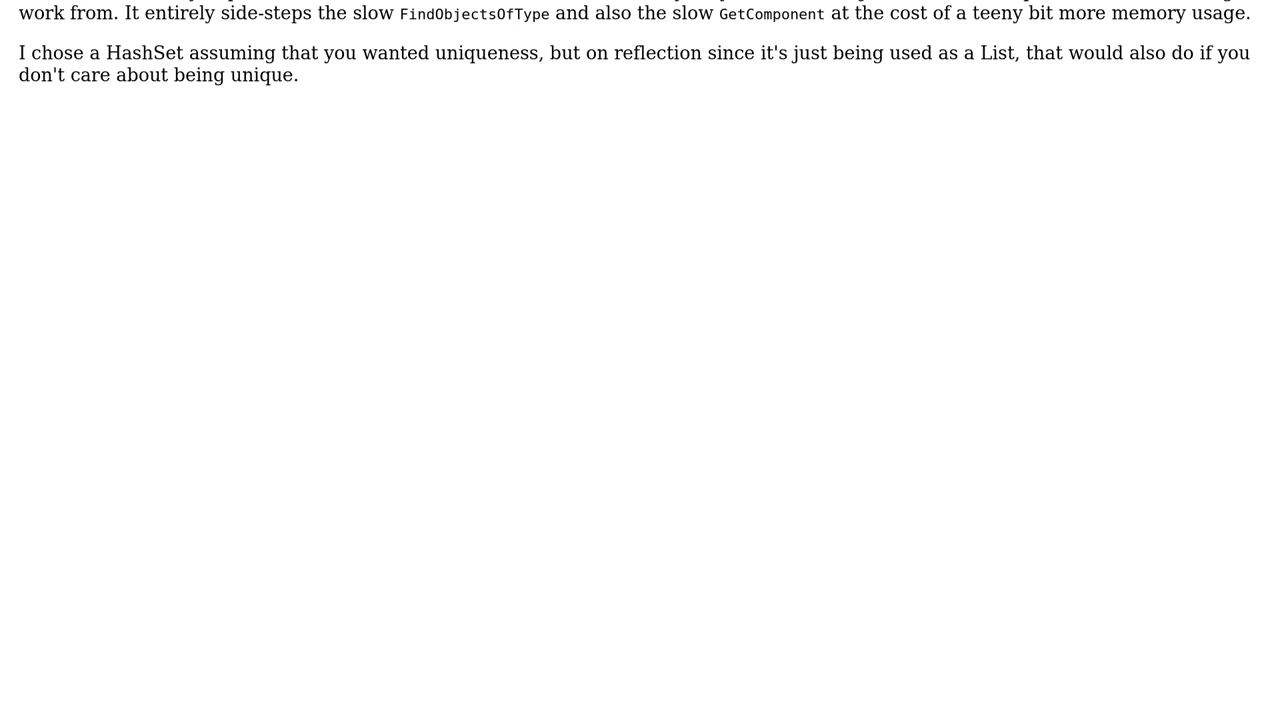 work from. It entirely side-steps the slow FindObjectsOfType and also the slow GetComponent at the cost of a teeny bit more memory usage.
I chose a HashSet assuming that you wanted uniqueness, but on reflection since it's just being used as a List, that would also do if you
don't care about being unique.